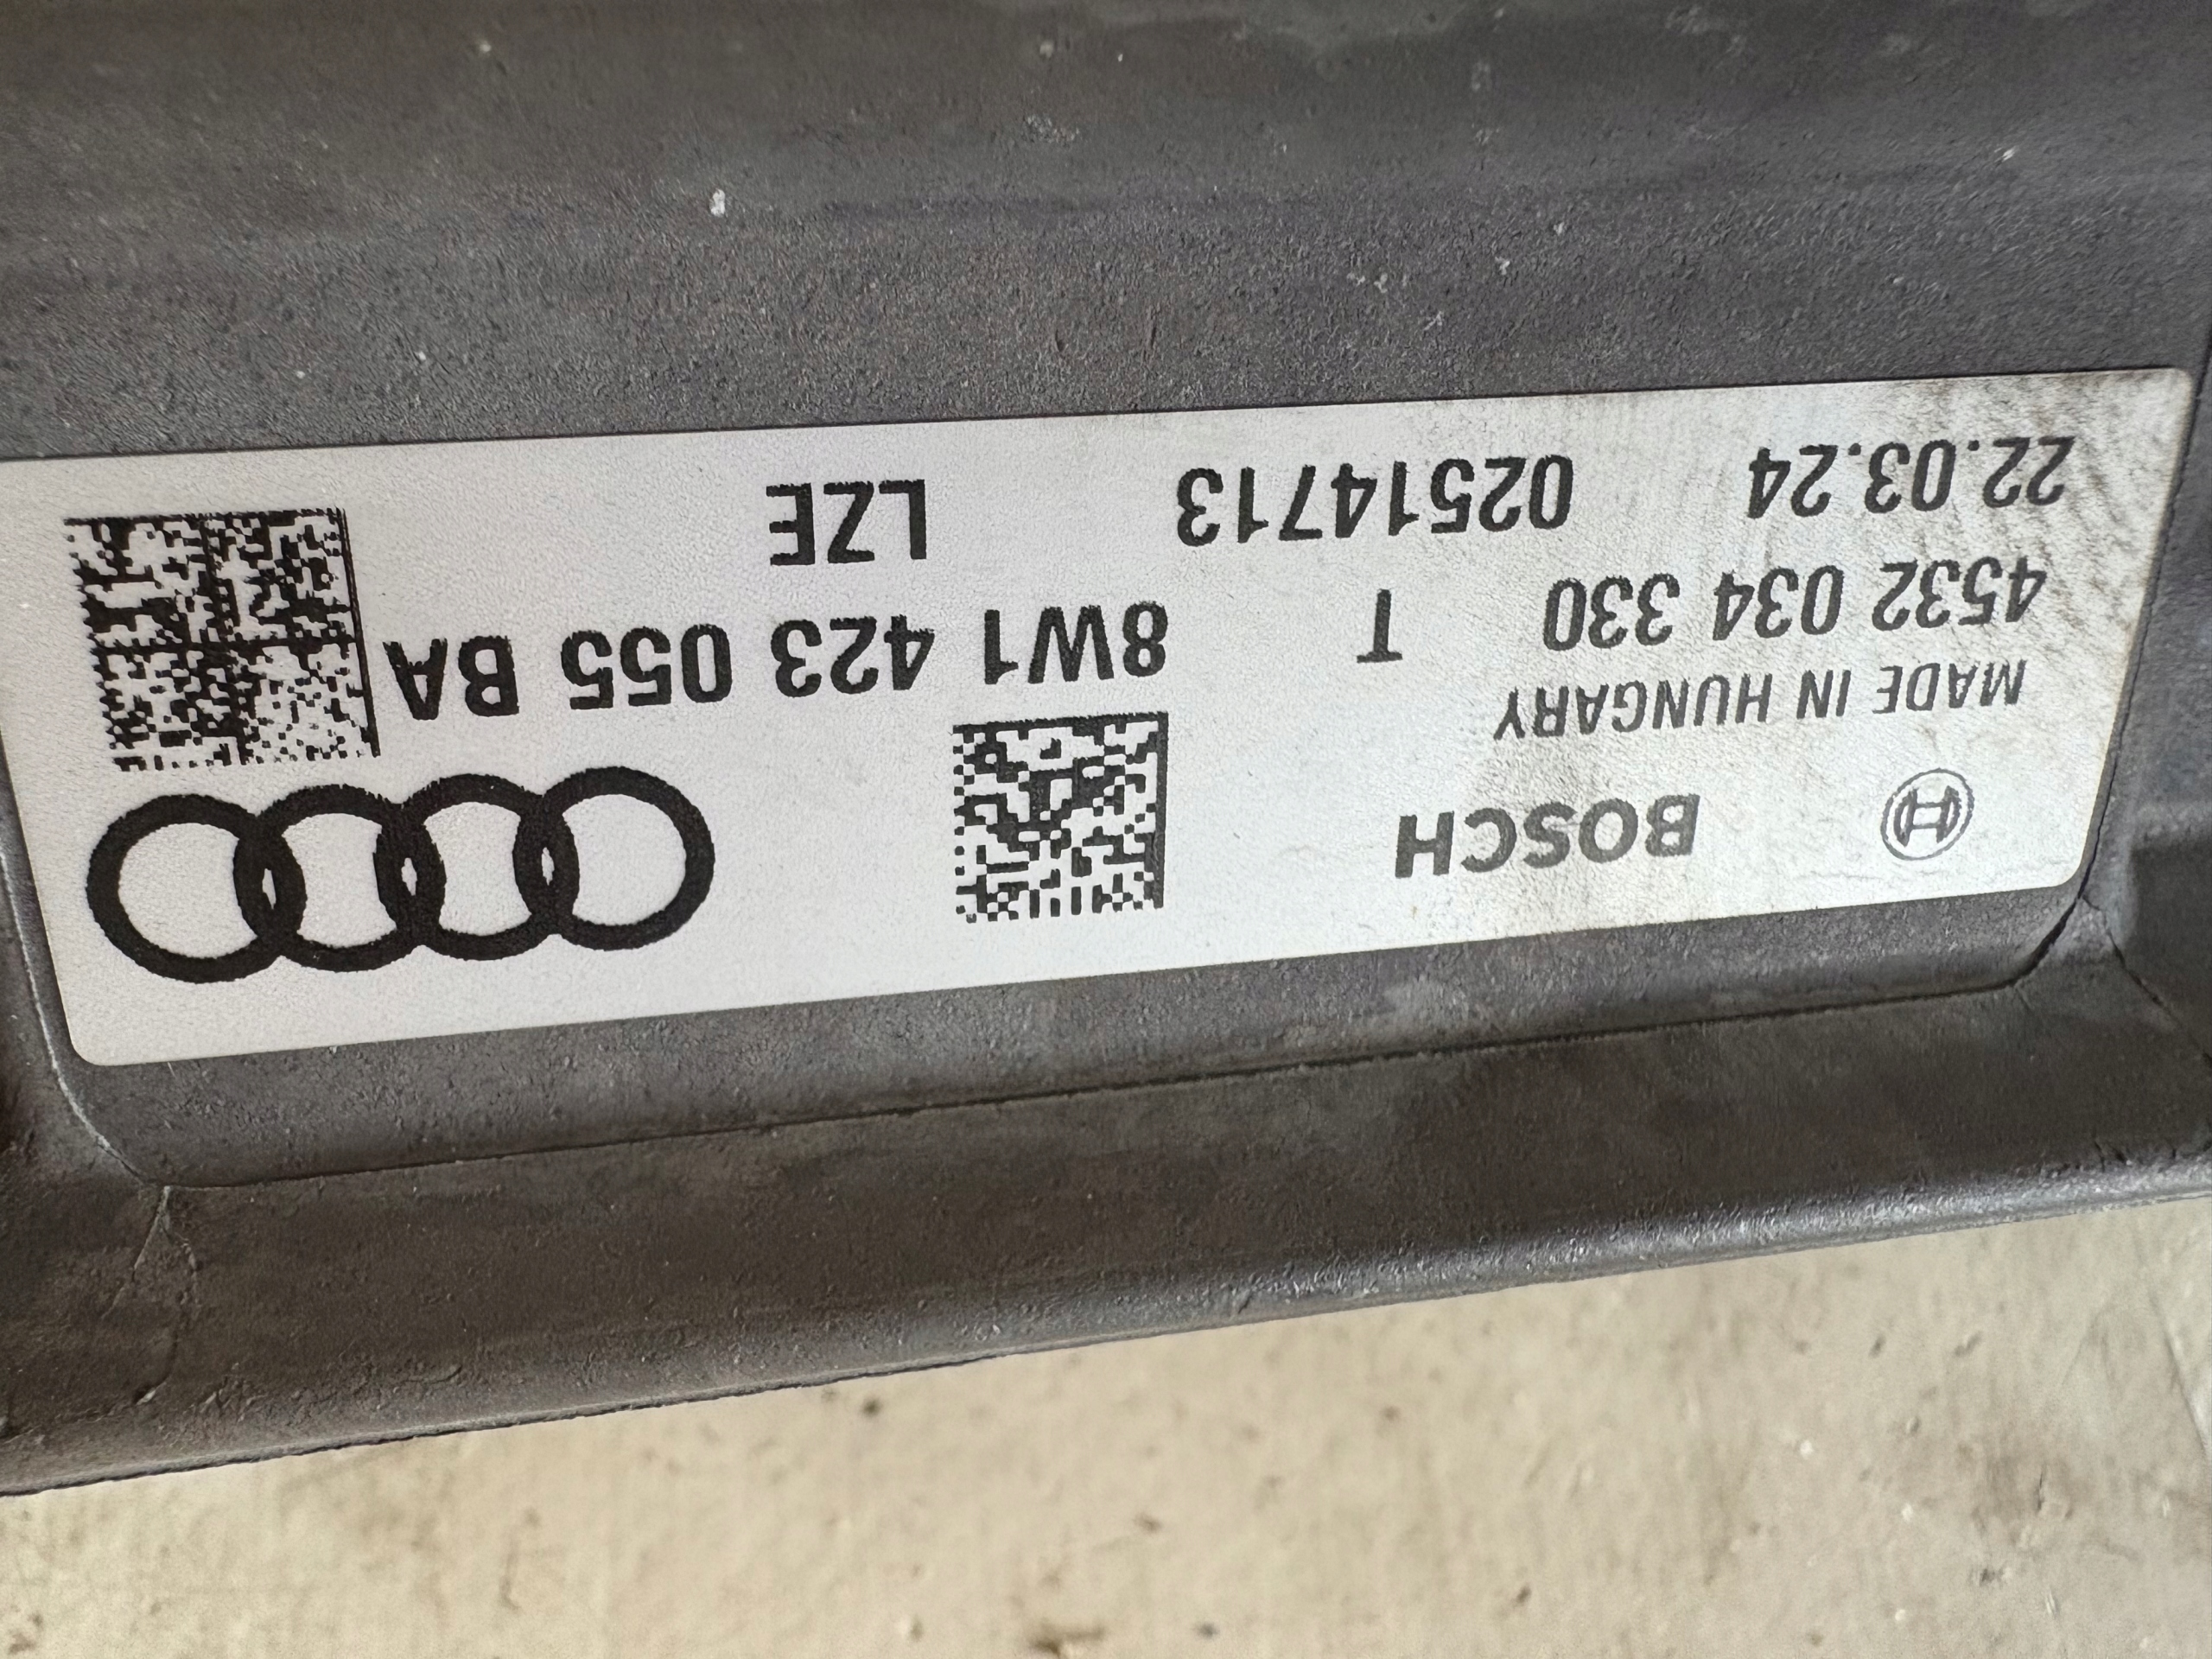 BOSCH
MADE IN HUNGARY
4532 034 330 T
8W1 423 055 BA
22.03.24 02514713 LZE